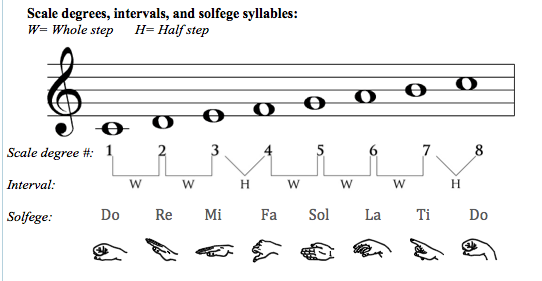 Scale degrees, intervals, and solfege syllables:
W= Whole step H= Half step
Scale degree #: 1 2 3 4 5 6 7 8
Interval: W W H W W W H
Solfege: Do Re Mi Fa Sol La Ti Do